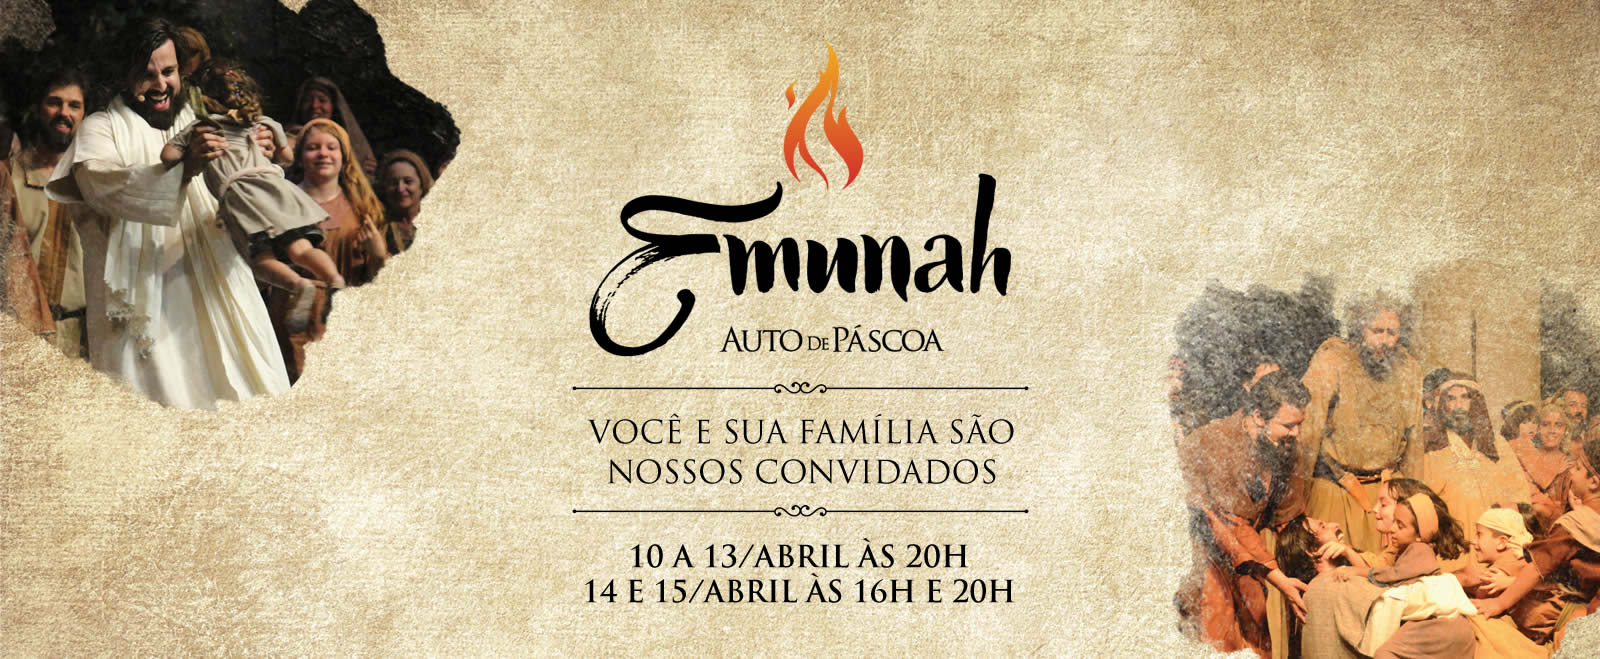 Emunah
AUTO DE PÁSCOA
VOCÊ E SUA FAMÍLIA SÃO
NOSSOS CONVIDADOS
10 A 13/ABRIL ÀS 20H
14 E 15/ABRIL ÀS 16H E 20H